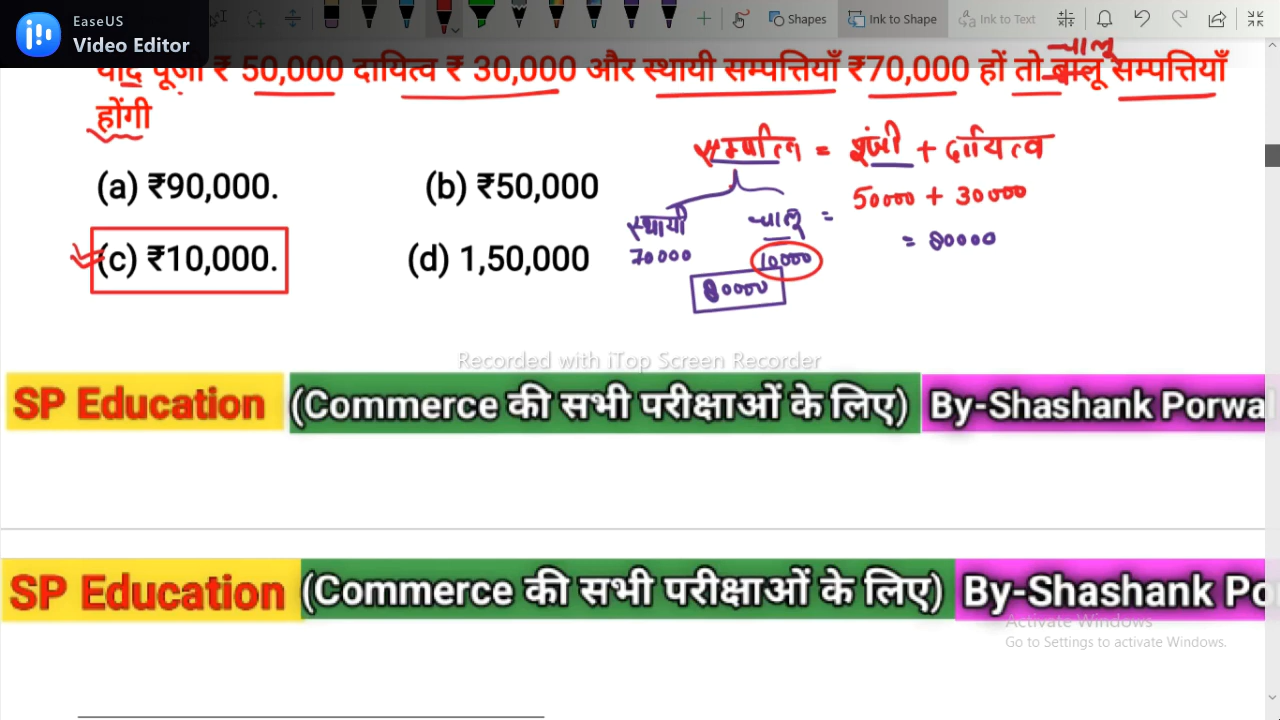 EaseUS
Video Editor
Shapes
Ink to Shape
Ink to Text
चालू
यदि पूंजी ₹ 50,000 दायित्व ₹ 30,000 और स्थायी सम्पत्तियाँ ₹70,000 हों तो बालू सम्पत्तियाँ
होंगी
सम्पत्ति = पूंजी + दायित्व
(a) ₹90,000. (b) ₹50,000
50000 + 30000
स्थायी चालू =
= 80000
(c) ₹10,000. (d) 1,50,000
70000 10000
80000
Recorded with iTop Screen Recorder
SP Education (Commerce की सभी परीक्षाओं के लिए) By-Shashank Porwal
SP Education (Commerce की सभी परीक्षाओं के लिए) By-Shashank Po
Activate Windows
Go to Settings to activate Windows.